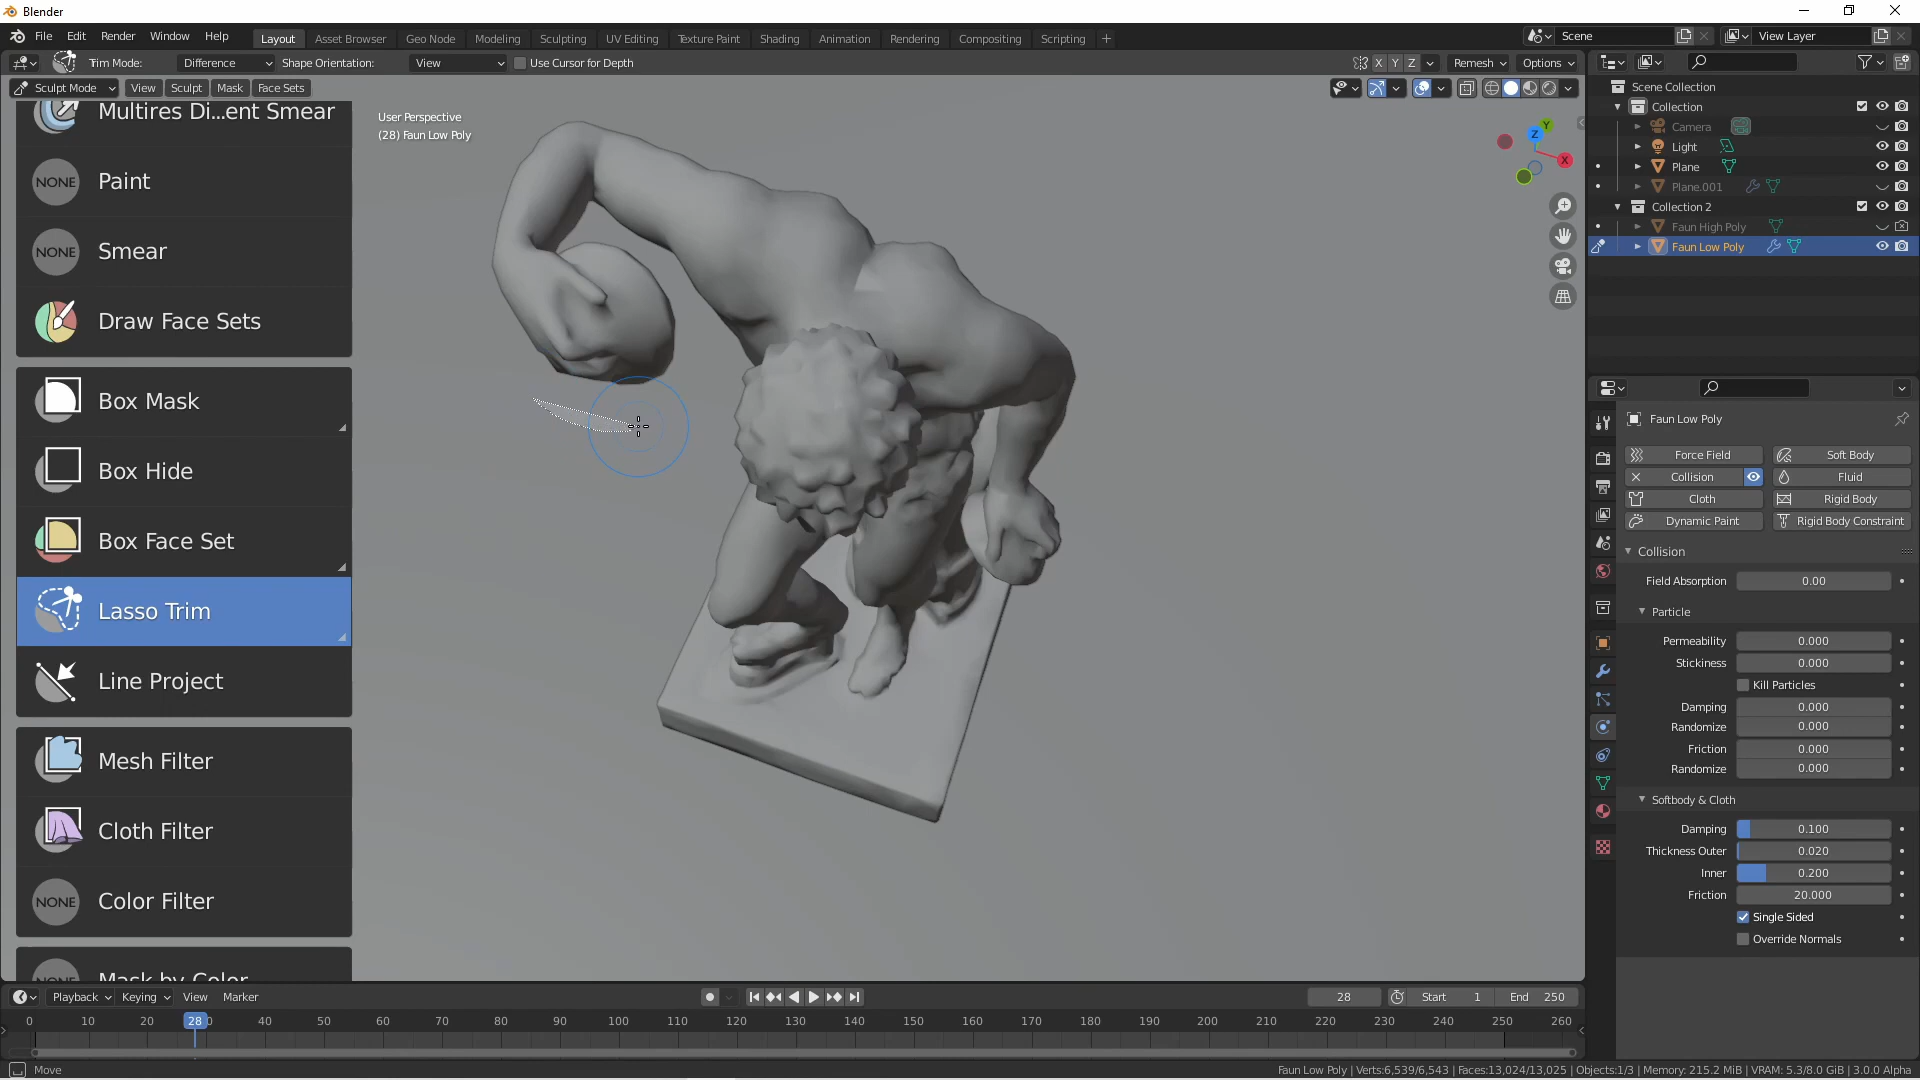 Blender
File Edit Render Window Help
Layout Asset Browser Geo Node Modeling Sculpting UV Editing Texture Paint Shading Animation Rendering Compositing Scripting +
Scene
View Layer
Trim Mode: Difference Shape Orientation: View Use Cursor for Depth
X Y Z Remesh Options
Sculpt Mode View Sculpt Mask Face Sets
User Perspective
(28) Faun Low Poly
Multires Di...ent Smear
NONE Paint
NONE Smear
Draw Face Sets
Box Mask
Box Hide
Box Face Set
Lasso Trim
Line Project
Mesh Filter
Cloth Filter
NONE Color Filter
Y
Z
X
Scene Collection
Collection
Camera
Light
Plane
Plane.001
Collection 2
Faun High Poly
Faun Low Poly
Faun Low Poly
Force Field Soft Body
Collision Fluid
Cloth Rigid Body
Dynamic Paint Rigid Body Constraint
Collision
Field Absorption 0.00
Particle
Permeability 0.000
Stickiness 0.000
Kill Particles
Damping 0.000
Randomize 0.000
Friction 0.000
Randomize 0.000
Softbody & Cloth
Damping 0.100
Thickness Outer 0.020
Inner 0.200
Friction 20.000
Single Sided
Override Normals
NONE Mask by Color
Playback Keying View Marker
28 Start 1 End 250
0 10 20 28 40 50 60 70 80 90 100 110 120 130 140 150 160 170 180 190 200 210 220 230 240 250 260
Move
Faun Low Poly | Verts:6,539/6,543 | Faces:13,024/13,025 | Objects:1/3 | Memory: 215.2 MiB | VRAM: 5.3/8.0 GiB | 3.0.0 Alpha